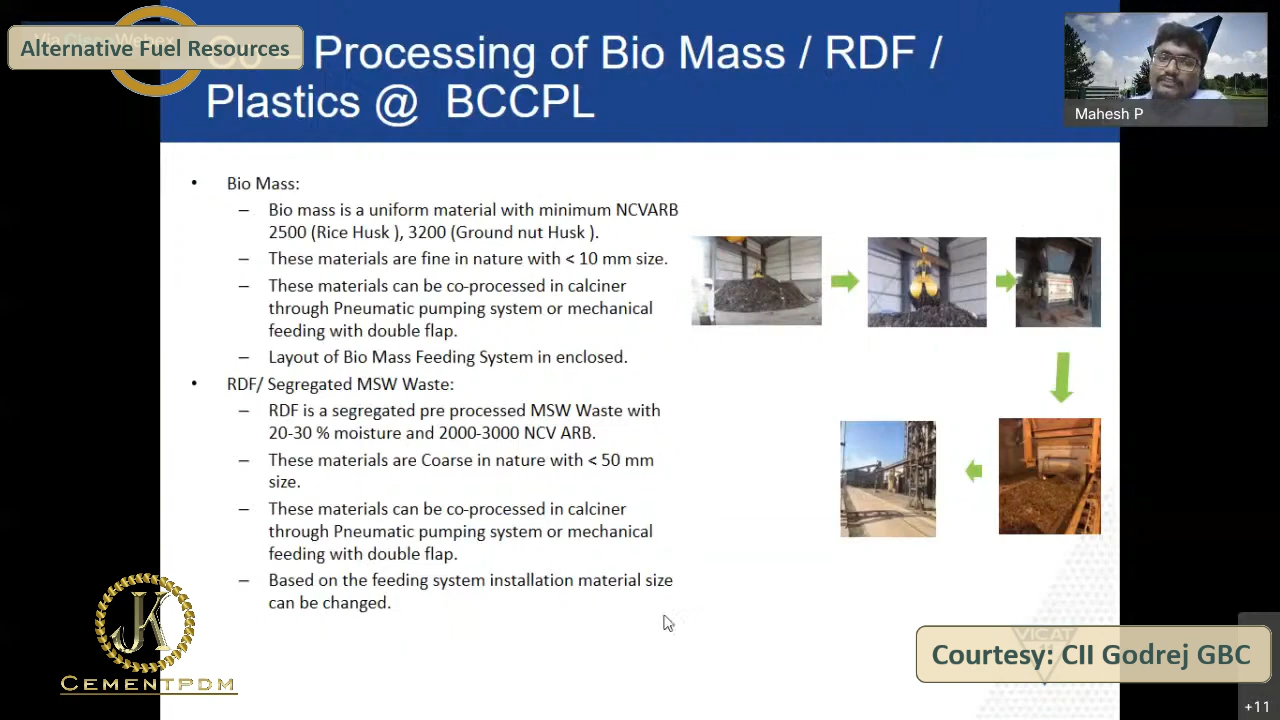 Via Cisco Webex
Alternative Fuel Resources
Co – Processing of Bio Mass / RDF /
Plastics @ BCCPL
Mahesh P
• Bio Mass:
– Bio mass is a uniform material with minimum NCVARB
2500 (Rice Husk ), 3200 (Ground nut Husk ).
– These materials are fine in nature with < 10 mm size.
– These materials can be co-processed in calciner
through Pneumatic pumping system or mechanical
feeding with double flap.
– Layout of Bio Mass Feeding System in enclosed.
• RDF/ Segregated MSW Waste:
– RDF is a segregated pre processed MSW Waste with
20-30 % moisture and 2000-3000 NCV ARB.
– These materials are Coarse in nature with < 50 mm
size.
– These materials can be co-processed in calciner
through Pneumatic pumping system or mechanical
feeding with double flap.
– Based on the feeding system installation material size
can be changed.
JK
CEMENTPDM
VICAT
Courtesy: CII Godrej GBC
+11